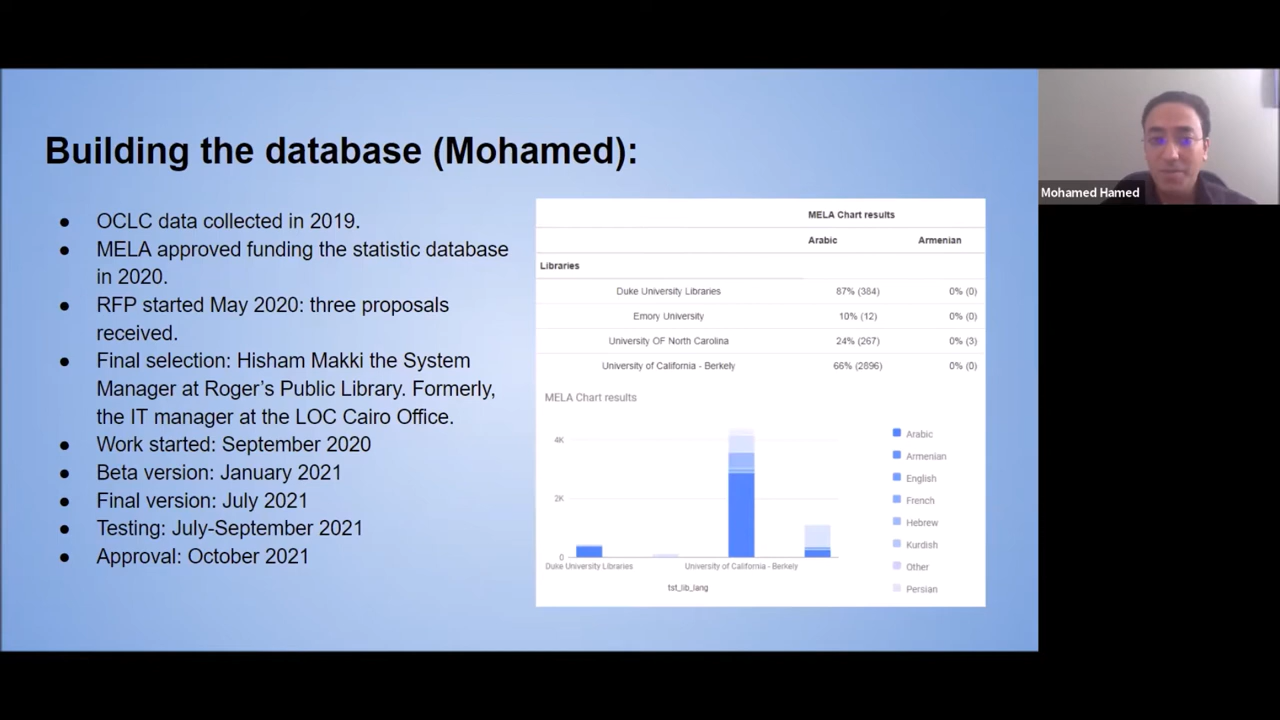 Building the database (Mohamed):
● OCLC data collected in 2019.
● MELA approved funding the statistic database
in 2020.
● RFP started May 2020: three proposals
received.
● Final selection: Hisham Makki the System
Manager at Roger's Public Library. Formerly,
the IT manager at the LOC Cairo Office.
● Work started: September 2020
● Beta version: January 2021
● Final version: July 2021
● Testing: July-September 2021
● Approval: October 2021
MELA Chart results
Arabic Armenian
Libraries
Duke University Libraries 87% (384) 0% (0)
Emory University 10% (12) 0% (0)
University OF North Carolina 24% (267) 0% (3)
University of California - Berkely 66% (2896) 0% (0)
MELA Chart results
4K
2K
0
Duke University Libraries University of California - Berkely
tst_lib_lang
Arabic
Armenian
English
French
Hebrew
Kurdish
Other
Persian
Mohamed Hamed